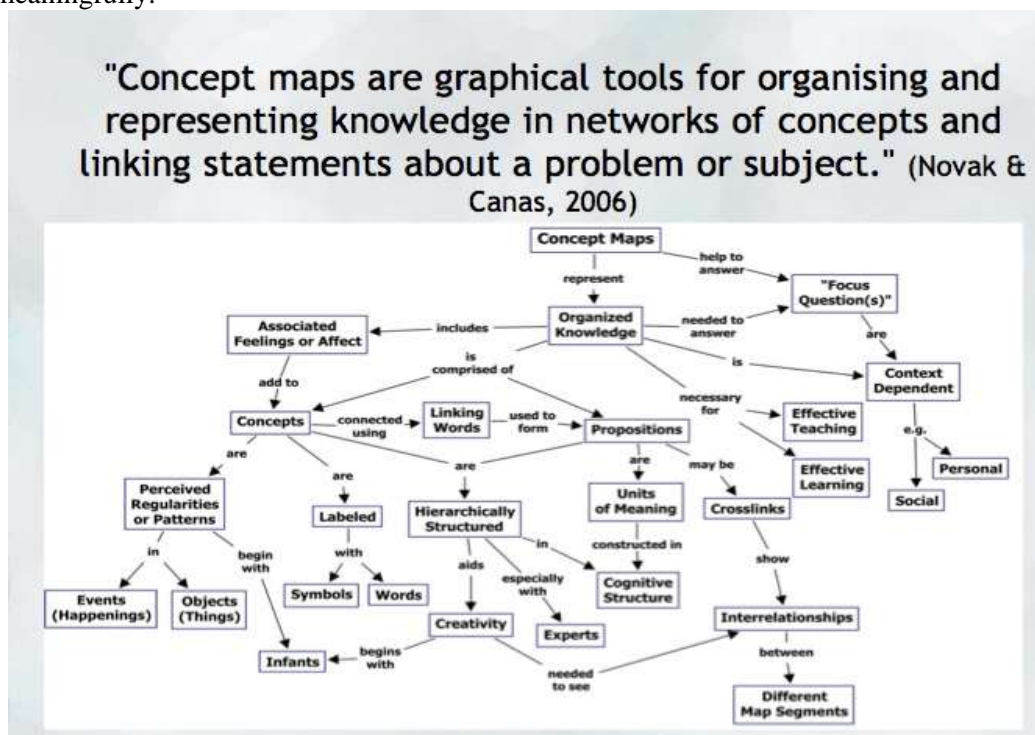 meaningfully.
"Concept maps are graphical tools for organising and
representing knowledge in networks of concepts and
linking statements about a problem or subject." (Novak &
Canas, 2006)
Concept Maps
help to
answer
represent
"Focus
Question(s)"
Associated
Feelings or Affect
includes
Organized
Knowledge
needed to
answer
are
is
comprised of
is
Context
Dependent
add to
necessary
for
Concepts
connected
using
Linking
Words
used to
form
Propositions
Effective
Teaching
e.g.
are
are
are
are
may be
Effective
Learning
Personal
Social
Perceived
Regularities
or Patterns
Labeled
Hierarchically
Structured
Units
of Meaning
Crosslinks
in
begin
with
with
aids
in
constructed in
show
especially
with
Events
(Happenings)
Objects
(Things)
Symbols
Words
Cognitive
Structure
Creativity
Experts
Interrelationships
Infants
begins
with
needed
to see
between
Different
Map Segments